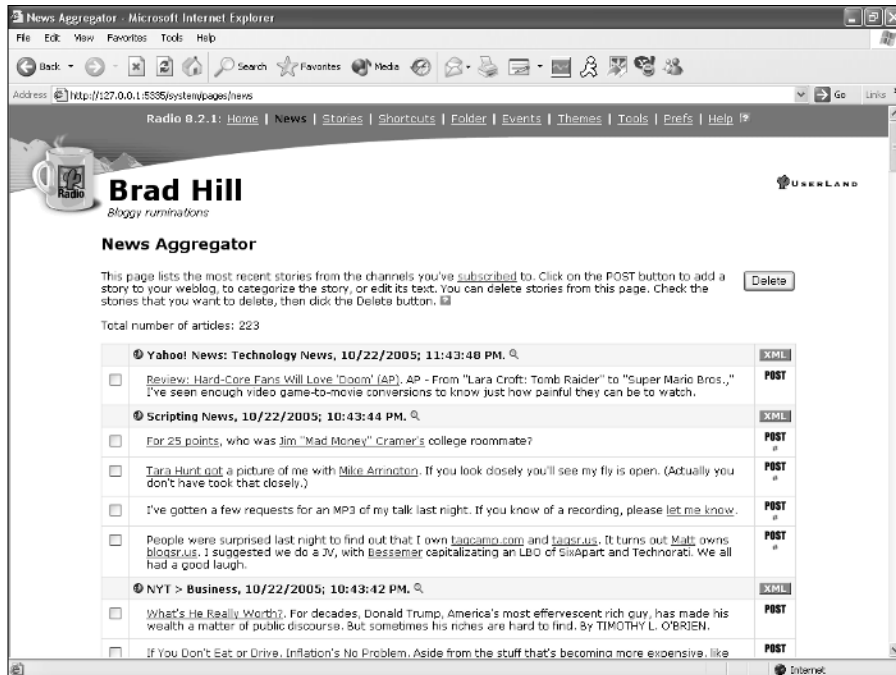 News Aggregator - Microsoft Internet Explorer
File Edit View Favorites Tools Help
Back Search Favorites Media
Address http://127.0.0.1:5335/system/pages/news Go Links
Radio 8.2.1: Home | News | Stories | Shortcuts | Folder | Events | Themes | Tools | Prefs | Help ?
Radio
Brad Hill
USERLAND
Bloggy ruminations
News Aggregator
This page lists the most recent stories from the channels you've subscribed to. Click on the POST button to add a
story to your weblog, to categorize the story, or edit its text. You can delete stories from this page. Check the
stories that you want to delete, then click the Delete button. ?
Delete
Total number of articles: 223
Yahoo! News: Technology News, 10/22/2005; 11:43:48 PM. XML
Review: Hard-Core Fans Will Love 'Doom' (AP). AP - From "Lara Croft: Tomb Raider" to "Super Mario Bros.," POST
I've seen enough video game-to-movie conversions to know just how painful they can be to watch.
Scripting News, 10/22/2005; 10:43:44 PM. XML
For 25 points, who was Jim "Mad Money" Cramer's college roommate? POST
#
Tara Hunt got a picture of me with Mike Arrington. If you look closely you'll see my fly is open. (Actually you POST
don't have took that closely.) #
I've gotten a few requests for an MP3 of my talk last night. If you know of a recording, please let me know. POST
#
People were surprised last night to find out that I own tagcamp.com and tagsr.us. It turns out Matt owns POST
blogsr.us. I suggested we do a JV, with Bessemer capitalizating an LBO of SixApart and Technorati. We all #
had a good laugh.
NYT > Business, 10/22/2005; 10:43:42 PM. XML
What's He Really Worth?. For decades, Donald Trump, America's most effervescent rich guy, has made his POST
wealth a matter of public discourse. But sometimes his riches are hard to find. By TIMOTHY L. O'BRIEN.
If You Don't Eat or Drive, Inflation's No Problem. Aside from the stuff that's becoming more expensive, like POST
Internet